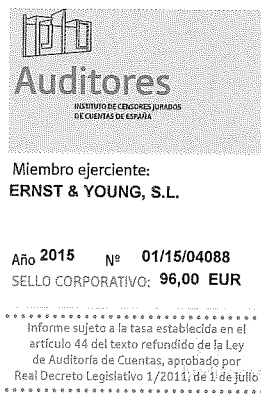 Auditores
INSTITUTO DE CENSORES JURADOS
DE CUENTAS DE ESPAÑA
Miembro ejerciente:
ERNST & YOUNG, S.L.
Año 2015 Nº 01/15/04088
SELLO CORPORATIVO: 96,00 EUR
Informe sujeto a la tasa establecida en el
artículo 44 del texto refundido de la Ley
de Auditoría de Cuentas, aprobado por
Real Decreto Legislativo 1/2011, de 1 de julio